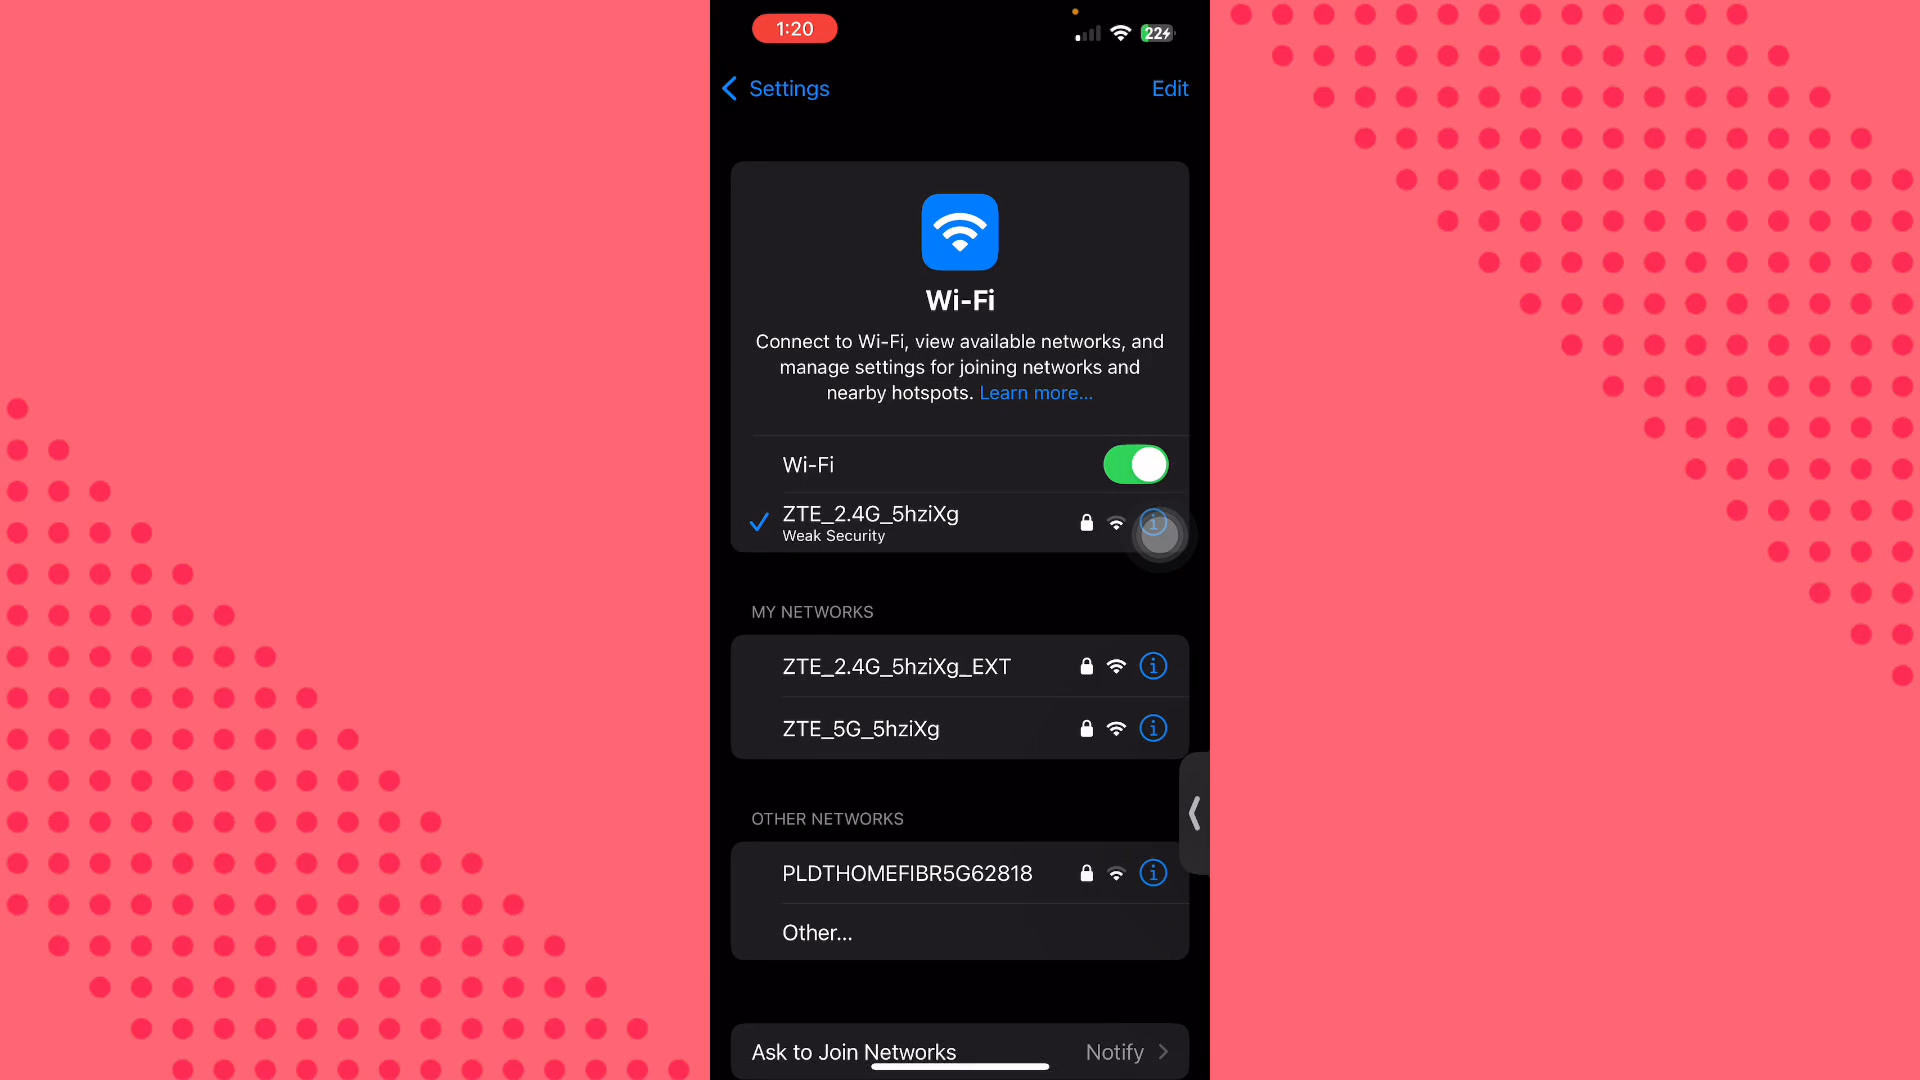 1:20
22
Settings
Edit
Wi-Fi
Connect to Wi-Fi, view available networks, and
manage settings for joining networks and
nearby hotspots. Learn more...
Wi-Fi
ZTE_2.4G_5hziXg
Weak Security
MY NETWORKS
ZTE_2.4G_5hziXg_EXT
ZTE_5G_5hziXg
OTHER NETWORKS
PLDTHOMEFIBR5G62818
Other...
Ask to Join Networks
Notify